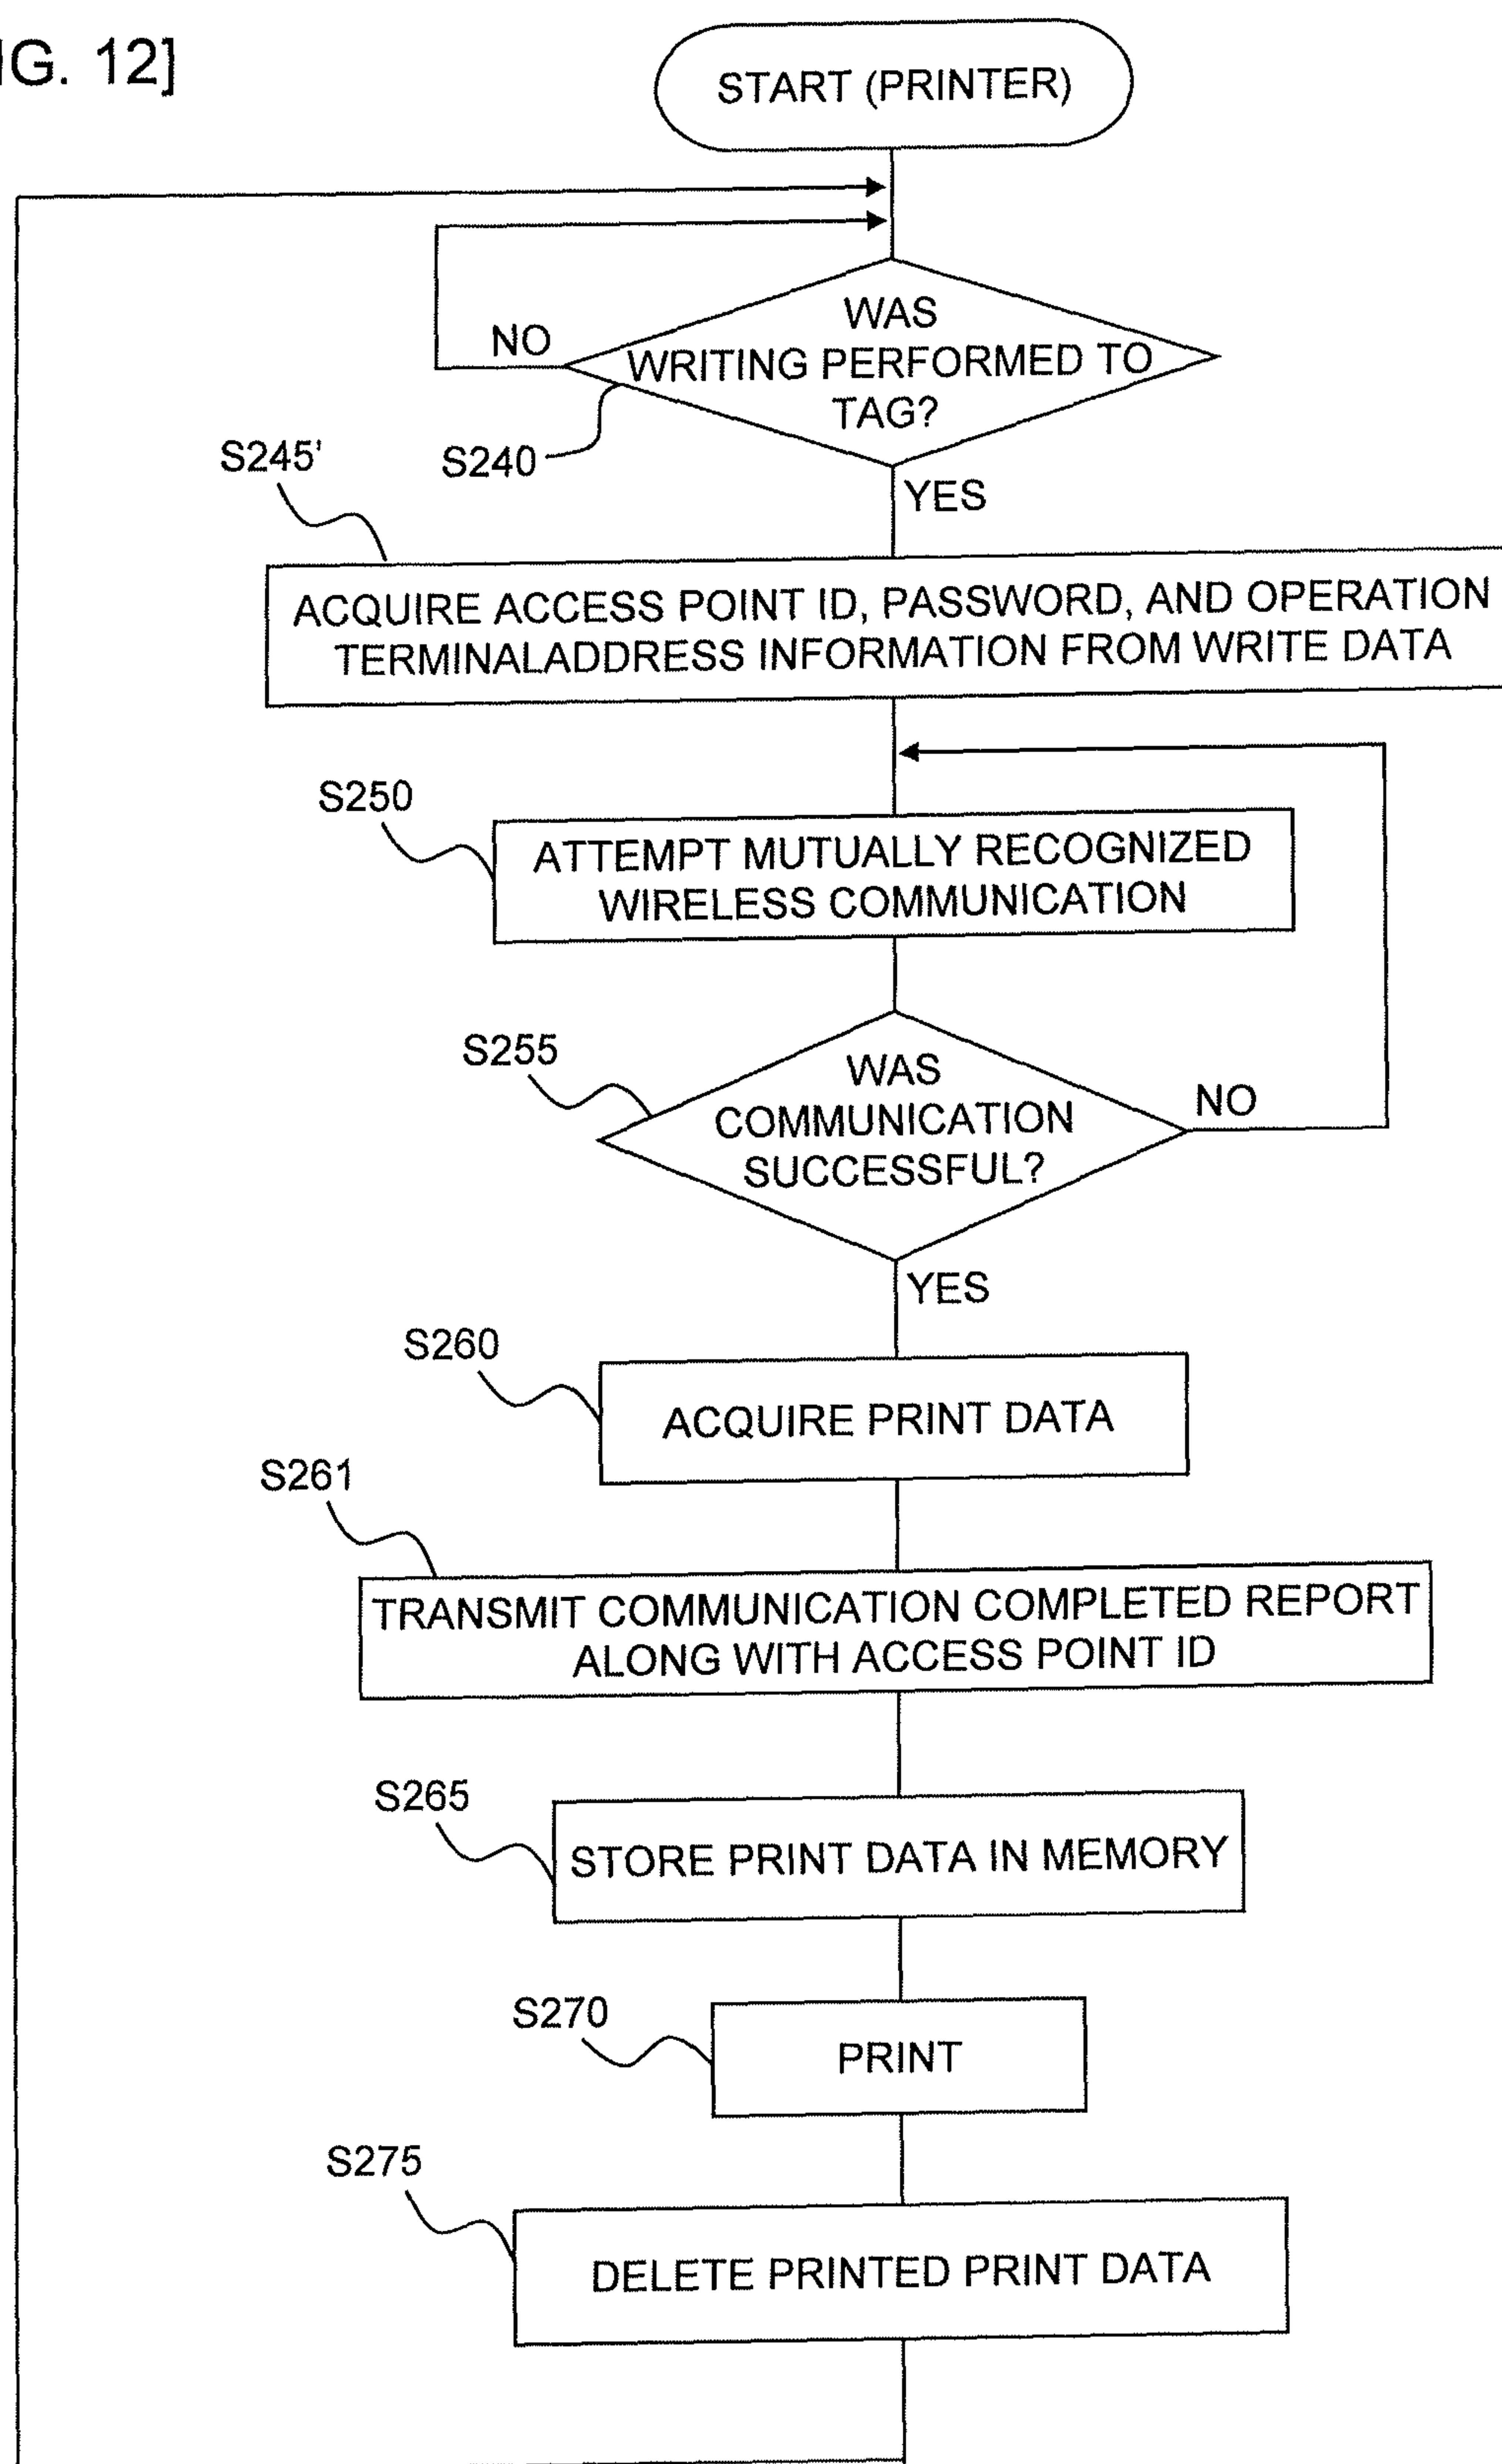 IG. 12]
START (PRINTER)
WAS
WRITING PERFORMED TO
TAG?
NO
S240
YES
S245'
ACQUIRE ACCESS POINT ID, PASSWORD, AND OPERATION
TERMINALADDRESS INFORMATION FROM WRITE DATA
S250
ATTEMPT MUTUALLY RECOGNIZED
WIRELESS COMMUNICATION
S255
WAS
COMMUNICATION
SUCCESSFUL?
NO
YES
S260
ACQUIRE PRINT DATA
S261
TRANSMIT COMMUNICATION COMPLETED REPORT
ALONG WITH ACCESS POINT ID
S265
STORE PRINT DATA IN MEMORY
S270
PRINT
S275
DELETE PRINTED PRINT DATA